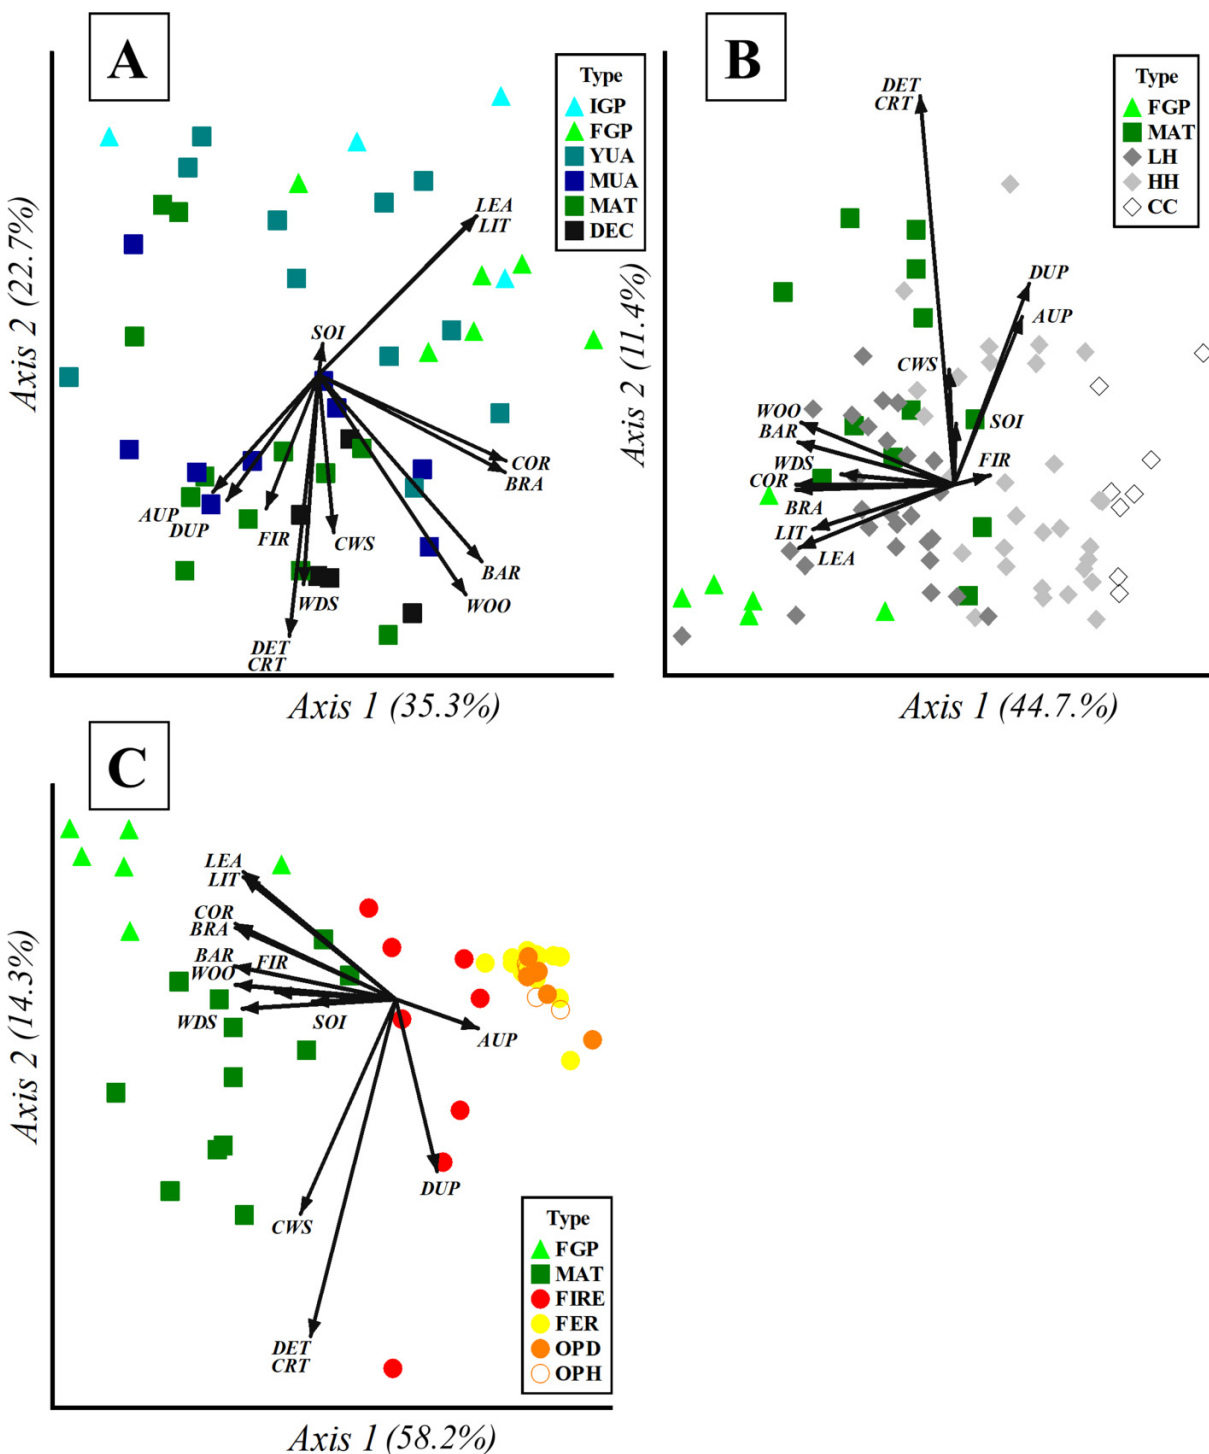 A
Type
IGP
FGP
YUA
MUA
MAT
DEC
LEA
LIT
SOI
COR
BRA
AUP
DUP
FIR
CWS
BAR
WDS
WOO
DET
CRT
Axis 2 (22.7%)
Axis 1 (35.3%)
B
Type
FGP
MAT
LH
HH
CC
DET
CRT
DUP
AUP
CWS
WOO
BAR
SOI
WDS
FIR
COR
BRA
LIT
LEA
Axis 2 (11.4%)
Axis 1 (44.7.%)
C
LEA
LIT
COR
BRA
BAR
FIR
WOO
WDS
SOI
AUP
DUP
CWS
DET
CRT
Type
FGP
MAT
FIRE
FER
OPD
OPH
Axis 2 (14.3%)
Axis 1 (58.2%)